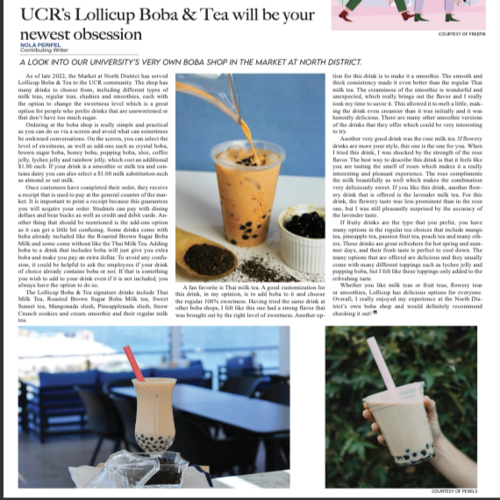 UCR's Lollicup Boba & Tea will be your
newest obsession
NOLA PERIFEL
Contributing Writer
COURTESY OF FREEPIK
A LOOK INTO OUR UNIVERSITY'S VERY OWN BOBA SHOP IN THE MARKET AT NORTH DISTRICT.
As of late 2022, the Market at North District has served
Lollicup Boba & Tea to the UCR community. The shop has
many drinks to choose from, including different types of
milk teas, regular teas, slushies and smoothies, each with
the option to change the sweetness level which is a great
option for people who prefer drinks that are unsweetened or
that don't have too much sugar.
Ordering at the boba shop is really simple and practical
as you can do so via a screen and avoid what can sometimes
be awkward encounters. On the screen, you can select the
level of sweetness, as well as add-ons such as crystal boba,
brown sugar boba, honey boba, popping boba, aloe, coffee
jelly, lychee jelly and rainbow jelly, which cost an additional
$1.00 each. If your drink is a smoothie or milk tea and con-
tains dairy you can also select a $1.00 milk substitution such
as almond or oat milk.
Once customers have completed their order, they receive
a receipt that is used to pay at the general counter of the mar-
ket. It is important to print a receipt because this guarantees
you will acquire your order. Students can pay with dining
dollars and bear bucks as well as credit and debit cards. An-
other thing that should be mentioned is the add-ons option
as it can get a little bit confusing. Some drinks come with
boba already included like the Roasted Brown Sugar Boba
Milk and some come without like the Thai Milk Tea. Adding
boba to a drink that includes boba will just give you extra
boba and make you pay an extra dollar. To avoid any confu-
sion, it could be helpful to ask the employees if your drink
of choice already contains boba or not. If that is something
you wish to add to your drink even if it is not included, you
always have the option to do so.
The Lollicup Boba & Tea signature drinks include Thai
Milk Tea, Roasted Brown Sugar Boba Milk tea, Sweet
Sunset tea, Mangonada slush, Pineapplenada slush, Snow
Crunch cookies and cream smoothie and their regular milk
tea.
A fan favorite is Thai milk tea. A good customization for
this drink, in my opinion, is to add boba to it and choose
the regular 100% sweetness. Having tried the same drink at
other boba shops, I felt like this one had a strong flavor that
was brought out by the right level of sweetness. Another op-
tion for this drink is to make it a smoothie. The smooth and
thick consistency made it even better than the regular Thai
milk tea. The creaminess of the smoothie is wonderful and
unexpected, which really brings out the flavor and I really
took my time to savor it. This allowed it to melt a little, mak-
ing the drink even creamier than it was initially and it was
honestly delicious. There are many other smoothie versions
of the drinks that they offer which could be very interesting
to try.
Another very good drink was the rose milk tea. If flowery
drinks are more your style, this one is the one for you. When
I tried this drink, I was shocked by the strength of the rose
flavor. The best way to describe this drink is that it feels like
you are tasting the smell of roses which makes it a really
interesting and pleasant experience. The rose compliments
the milk beautifully as well which makes the combination
very deliciously sweet. If you like this drink, another flow-
ery drink that is offered is the lavender milk tea. For this
drink, the flowery taste was less prominent than in the rose
one, but I was still pleasantly surprised by the accuracy of
the lavender taste.
If fruity drinks are the type that you prefer, you have
many options in the regular tea choices that include mango
tea, pineapple tea, passion fruit tea, peach tea and many oth-
ers. These drinks are great refreshers for hot spring and sum-
mer days, and their fresh taste is perfect to cool down. The
many options that are offered are delicious and they usually
come with many different toppings such as lychee jelly and
popping boba, but I felt like these toppings only added to the
refreshing taste.
Whether you like milk teas or fruit teas, flowery teas
or smoothies, Lollicup has delicious options for everyone.
Overall, I really enjoyed my experience at the North Dis-
trict's own boba shop and would definitely recommend
checking it out!
COURTESY OF PEXELS